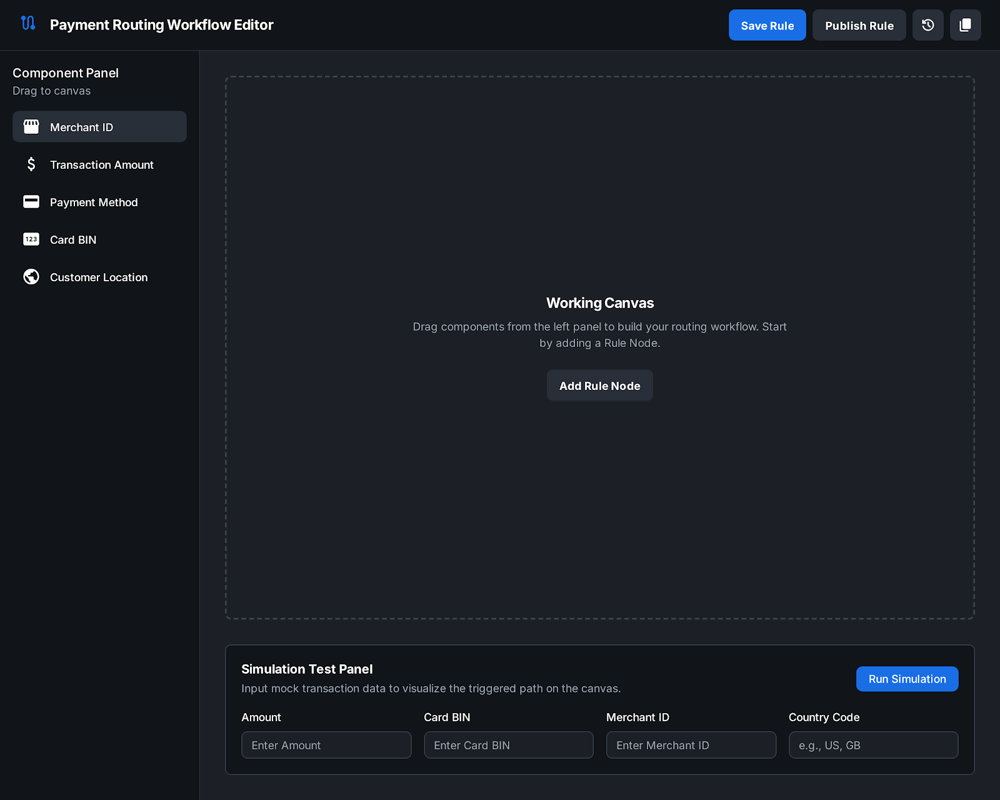 Payment Routing Workflow Editor
Save Rule
Publish Rule
Component Panel
Drag to canvas
Merchant ID
Transaction Amount
Payment Method
123
Card BIN
Customer Location
Working Canvas
Drag components from the left panel to build your routing workflow. Start
by adding a Rule Node.
Add Rule Node
Simulation Test Panel
Input mock transaction data to visualize the triggered path on the canvas.
Run Simulation
Amount
Card BIN
Merchant ID
Country Code
Enter Amount
Enter Card BIN
Enter Merchant ID
e.g., US, GB